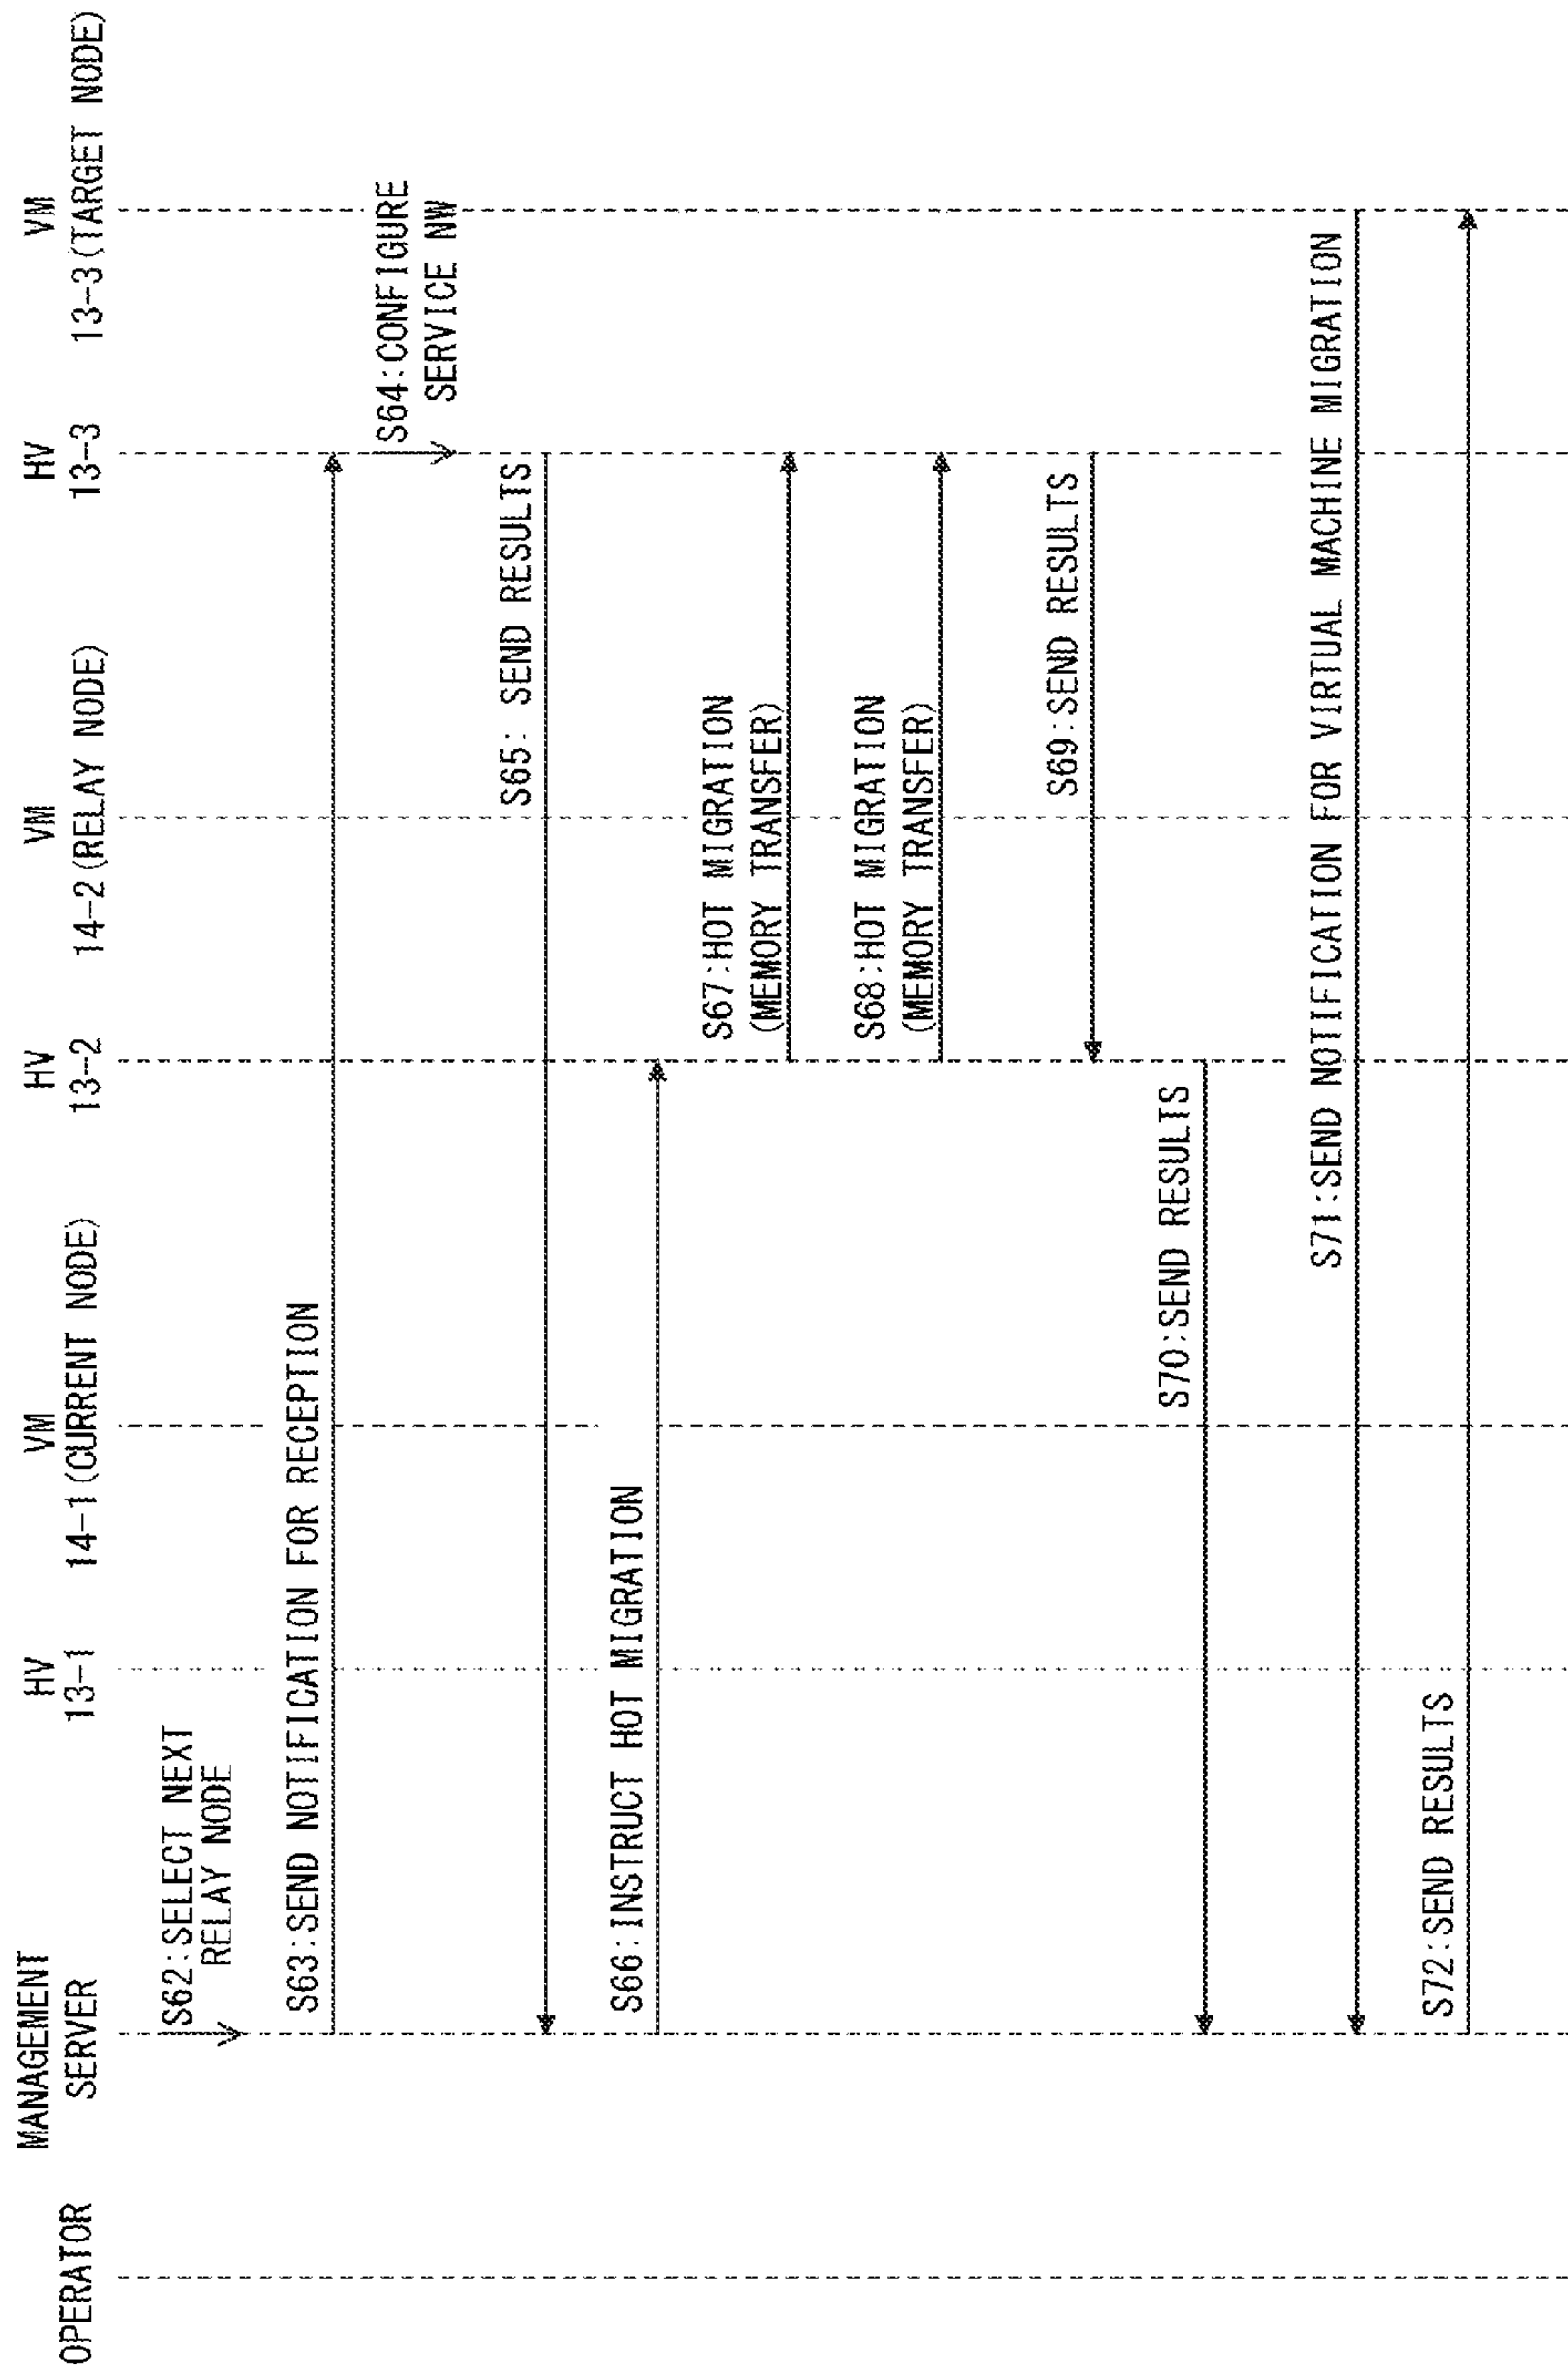 OPERATOR
MANAGEMENT
SERVER
HV
13-1
VM
14-1(CURRENT NODE)
HV
13-2
VM
14-2(RELAY NODE)
HV
13-3
VM
13-3(TARGET NODE)
S62:SELECT NEXT
RELAY NODE
S63:SEND NOTIFICATION FOR RECEPTION
S64:CONFIGURE
SERVICE NW
S65: SEND RESULTS
S66:INSTRUCT HOT MIGRATION
S67:HOT MIGRATION
(MEMORY TRANSFER)
S68:HOT MIGRATION
(MEMORY TRANSFER)
S69:SEND RESULTS
S70:SEND RESULTS
S71:SEND NOTIFICATION FOR VIRTUAL MACHINE MIGRATION
S72:SEND RESULTS